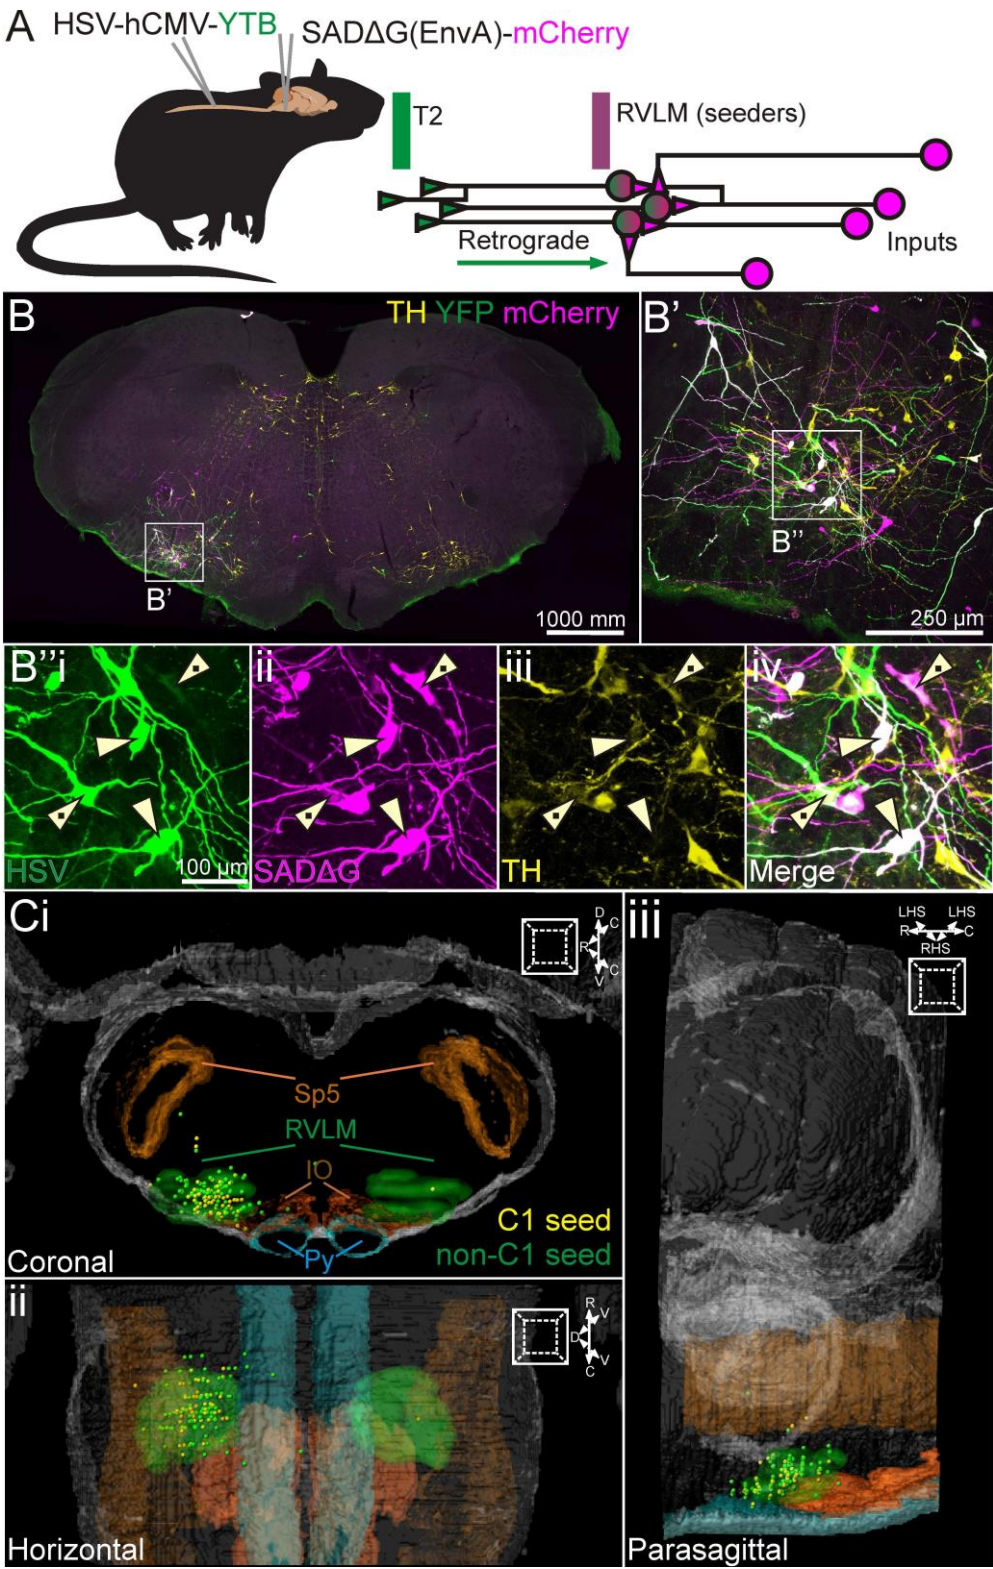 A
HSV-hCMV-YTB
SADΔG(EnvA)-mCherry
T2
RVLM (seeders)
Retrograde
Inputs
B
TH YFP mCherry
B'
1000 mm
B'
B''
250 µm
B''i
HSV
100 µm
ii
SADΔG
iii
TH
iv
Merge
Ci
D
C
R
C
V
Sp5
RVLM
IO
C1 seed
non-C1 seed
Py
Coronal
ii
R
V
D
V
C
Horizontal
iii
LHS LHS
R C
RHS
Parasagittal